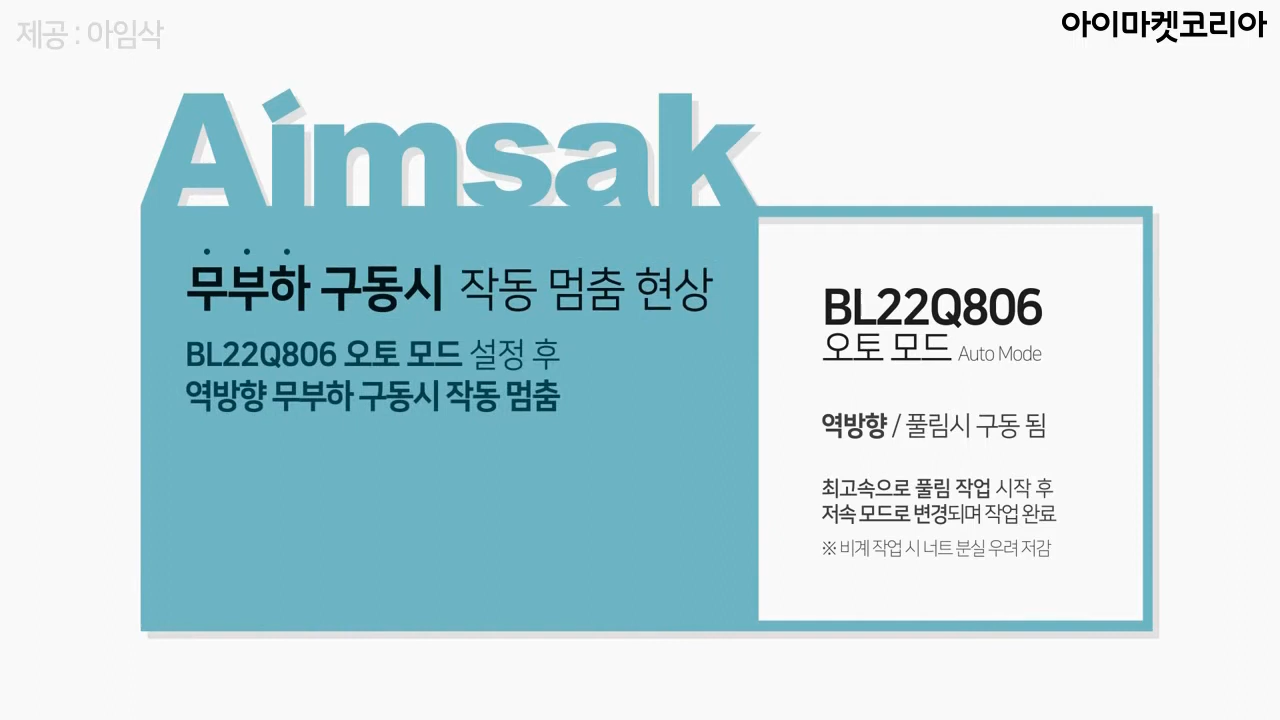 제공 : 아임삭
아이마켓코리아
Aimsak
무부하 구동시 작동 멈춤 현상
BL22Q806 오토 모드 설정 후
역방향 무부하 구동시 작동 멈춤
BL22Q806
오토 모드 Auto Mode
역방향 / 풀림시 구동 됨
최고속으로 풀림 작업 시작 후
저속 모드로 변경되며 작업 완료
※ 비계 작업 시 너트 분실 우려 저감